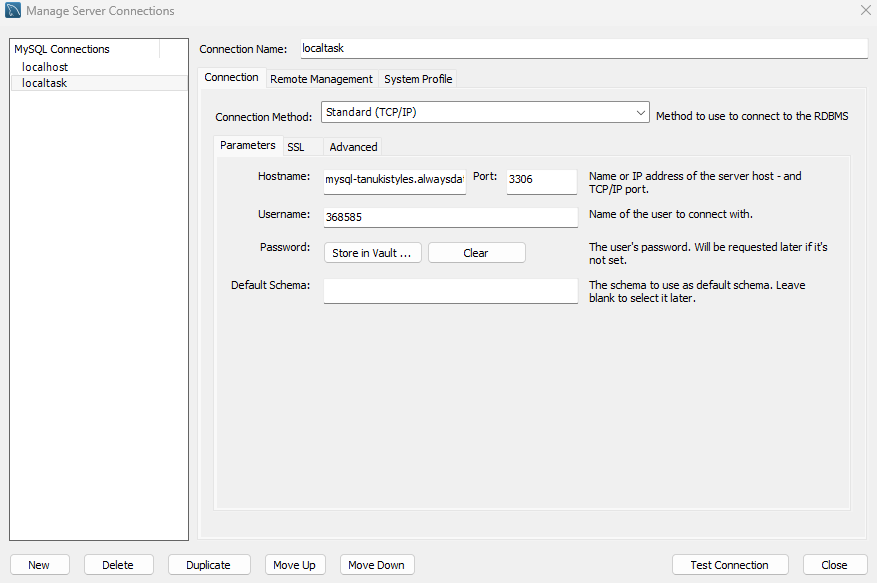 Manage Server Connections
MySQL Connections
localhost
localtask
Connection Name: localtask
Connection Remote Management System Profile
Connection Method: Standard (TCP/IP) Method to use to connect to the RDBMS
Parameters SSL Advanced
Hostname: mysql-tanukistyles.alwaysdat Port: 3306 Name or IP address of the server host - and
TCP/IP port.
Username: 368585 Name of the user to connect with.
Password: Store in Vault ... Clear The user's password. Will be requested later if it's
not set.
Default Schema: The schema to use as default schema. Leave
blank to select it later.
New Delete Duplicate Move Up Move Down Test Connection Close